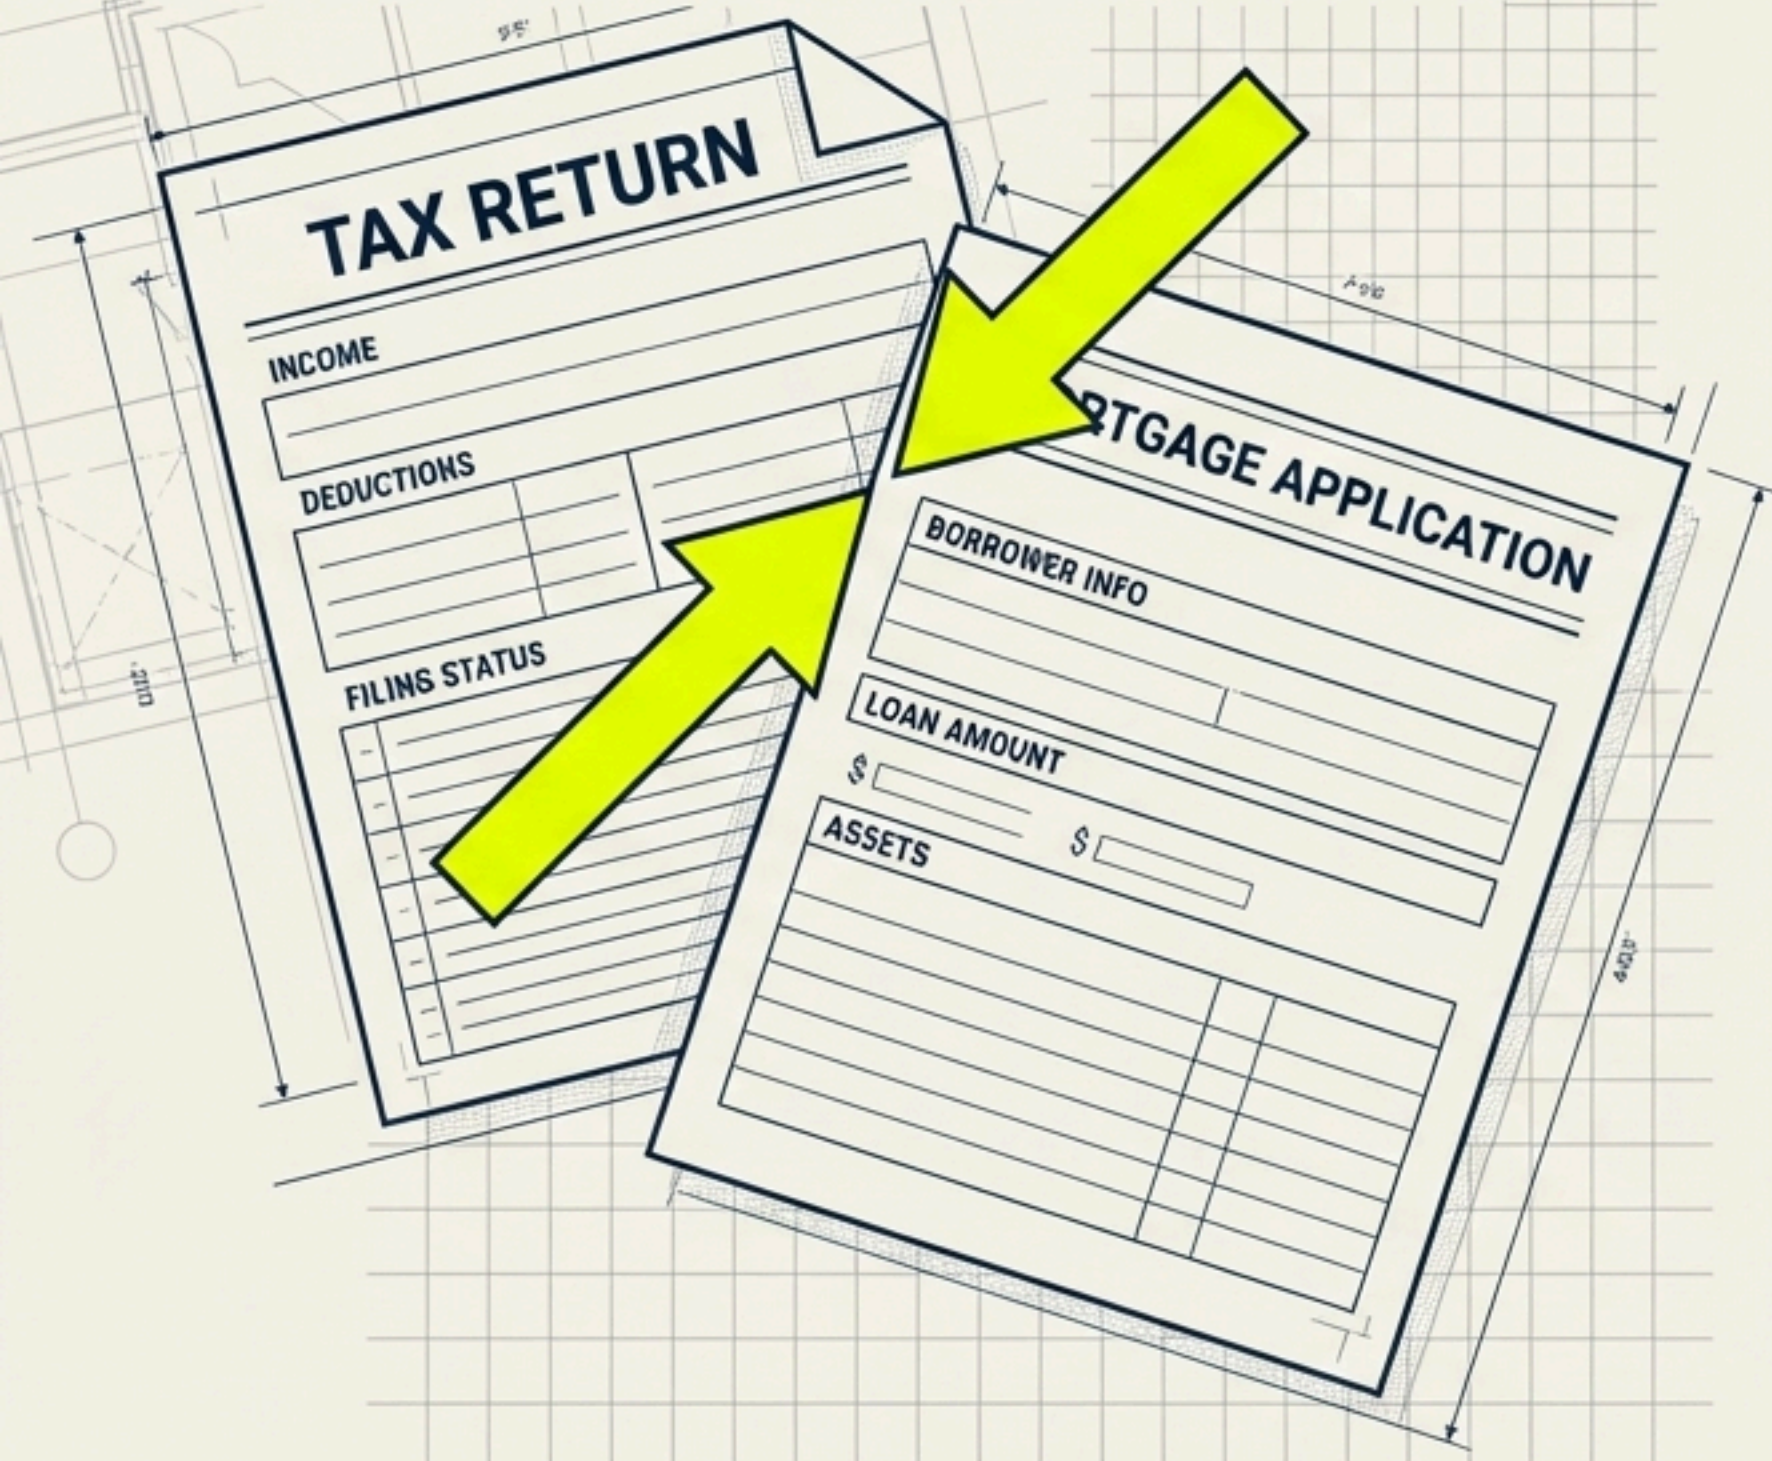 TAX RETURN
INCOME
DEDUCTIONS
FILING STATUS
RTGAGE APPLICATION
BORROWER INFO
LOAN AMOUNT
$
$
ASSETS